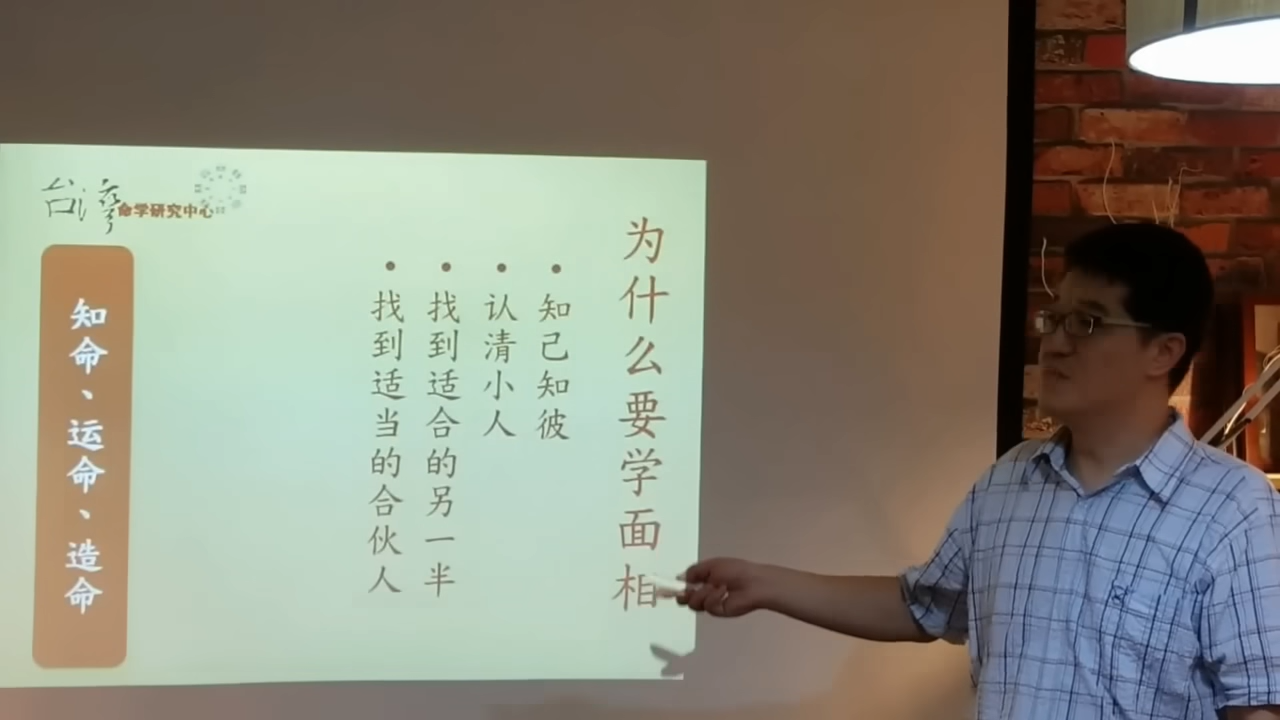 台湾命学研究中心
为什么要学面相
• 知己知彼
• 认清小人
• 找到适合的另一半
• 找到适当的合伙人
知命、运命、造命